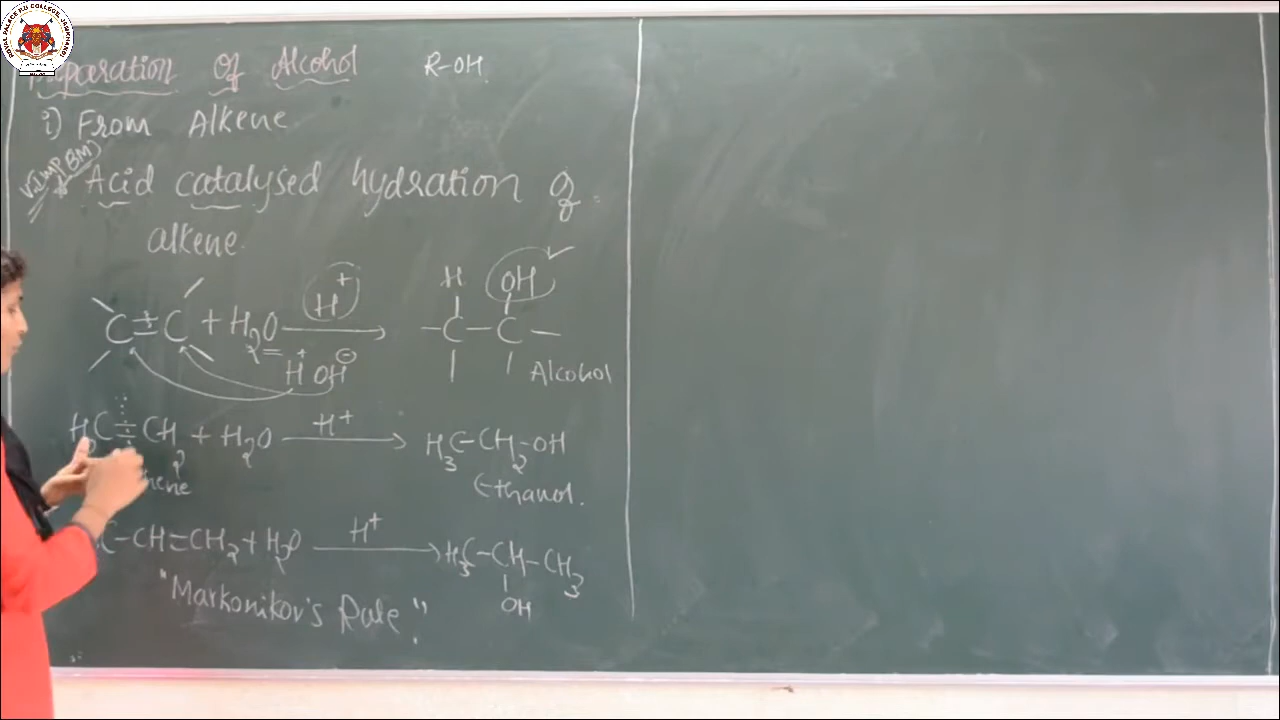 Preparation Of Alcohol R-OH
i) From Alkene
V.Imp (BM)
* Acid catalysed hydration of
alkene.
C=C + H2O H+ H OH
H+ OH- -C-C- Alcohol
H2C=CH2 + H2O H+ H3C-CH2-OH
Ethanol.
C-CH=CH2 + H2O H+ H3C-CH-CH3
OH
"Markonikov's Rule"